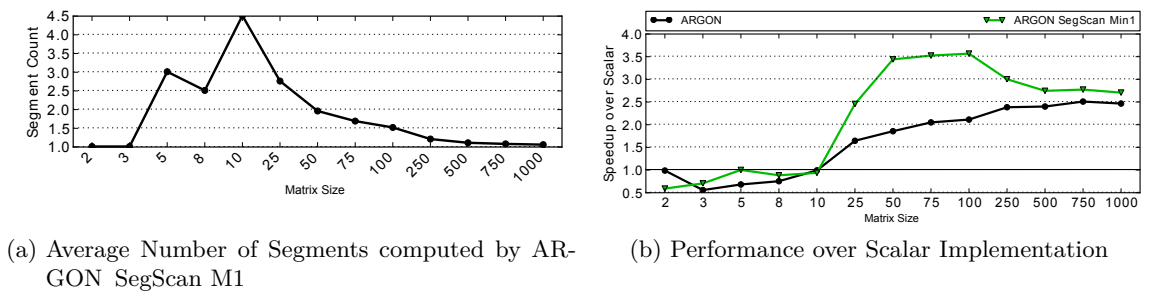 4.5
4.0
3.5
3.0
2.5
2.0
1.5
1.0
Segment Count
2 3 5 8 10 25 50 75 100 250 500 750 1000
Matrix Size
(a) Average Number of Segments computed by AR-
GON SegScan M1
ARGON ARGON SegScan Min1
4.0
3.5
3.0
2.5
2.0
1.5
1.0
0.5
Speedup over Scalar
2 3 5 8 10 25 50 75 100 250 500 750 1000
Matrix Size
(b) Performance over Scalar Implementation